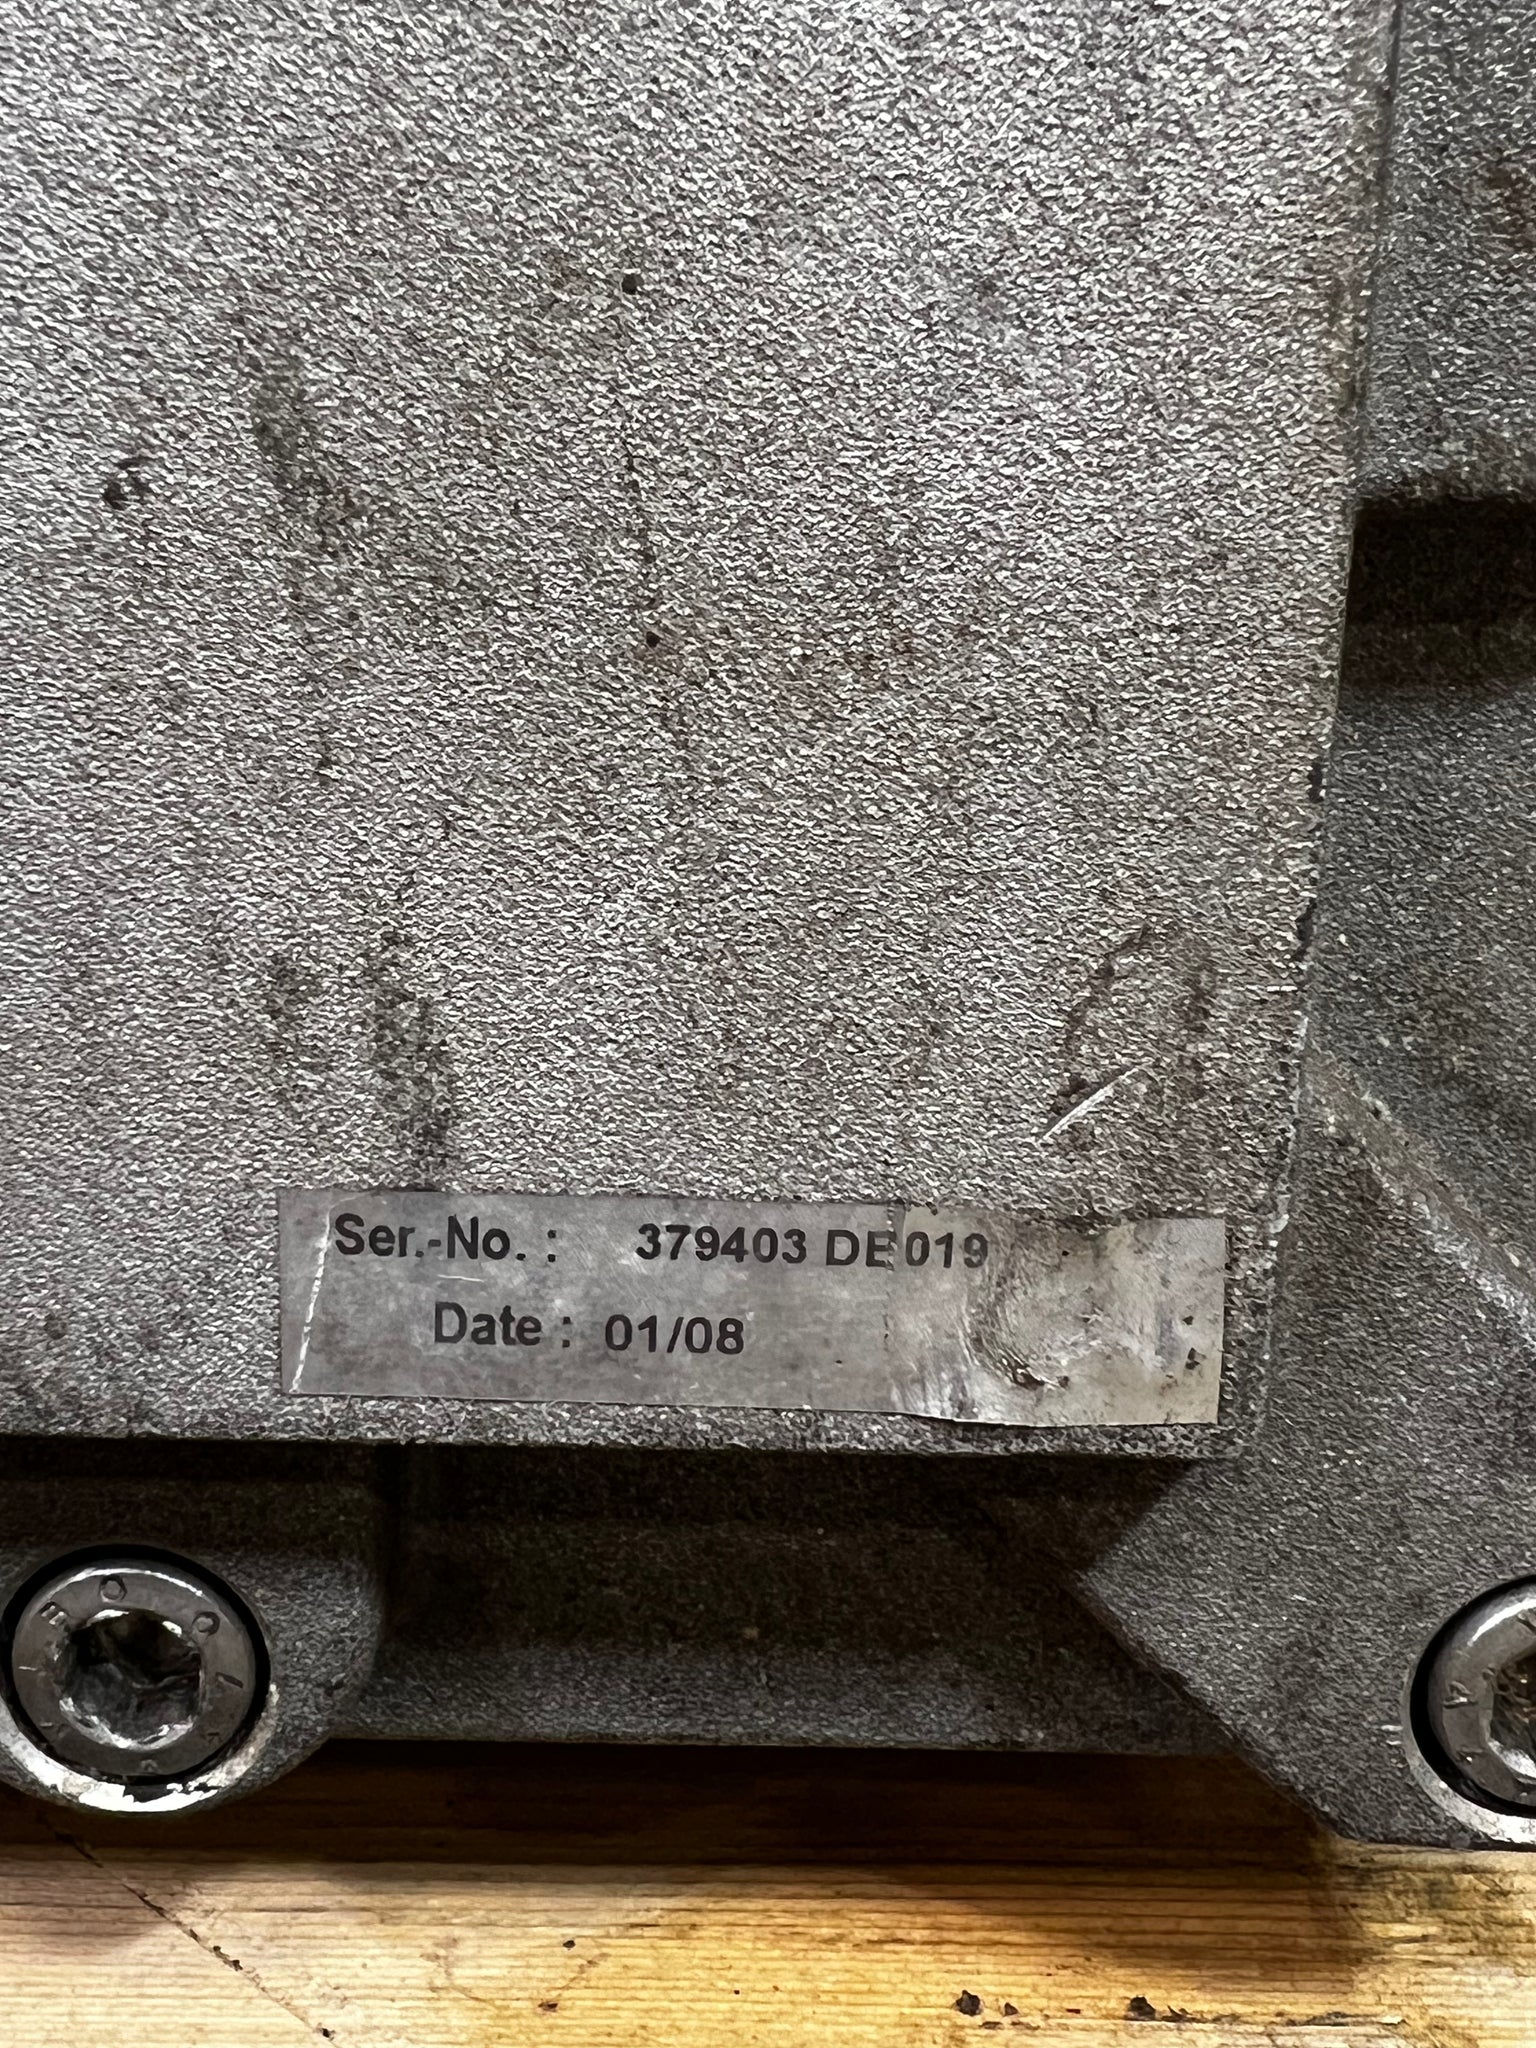 Ser.-No. : 379403 DE019
Date : 01/08